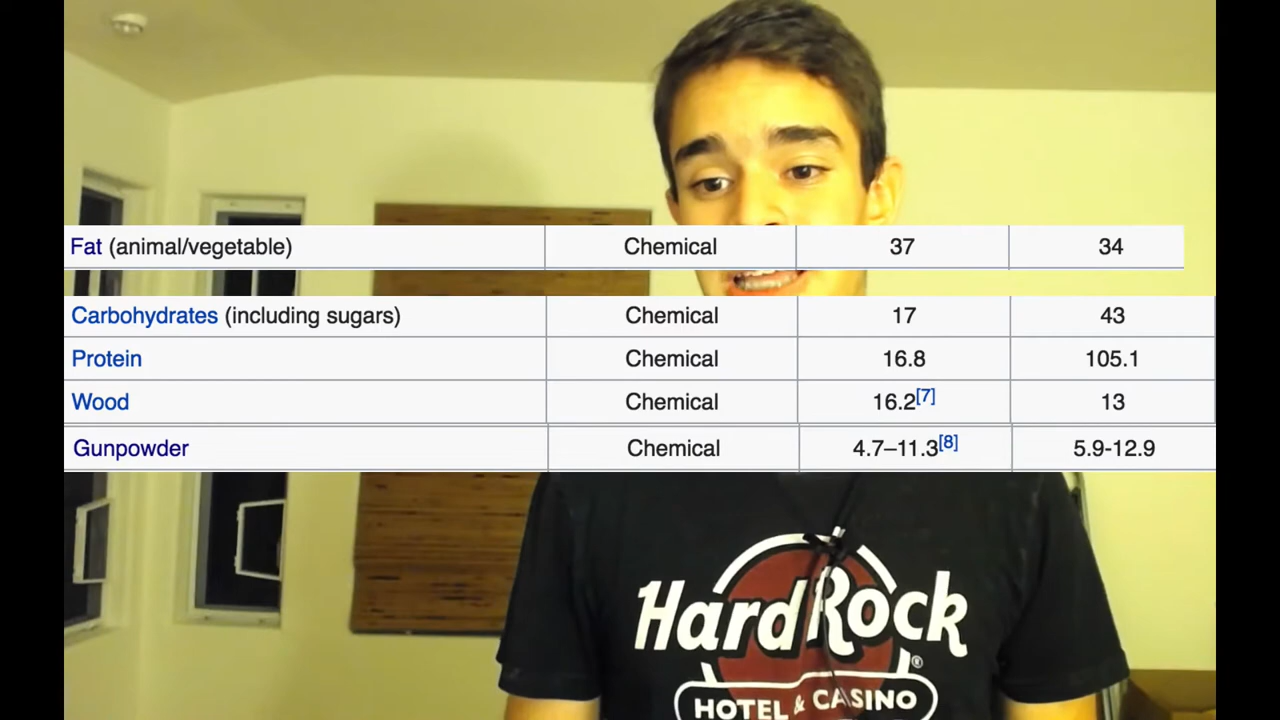 Fat (animal/vegetable) Chemical 37 34
Carbohydrates (including sugars) Chemical 17 43
Protein Chemical 16.8 105.1
Wood Chemical 16.2[7] 13
Gunpowder Chemical 4.7–11.3[8] 5.9-12.9
Hard Rock ®
HOTEL & CASINO